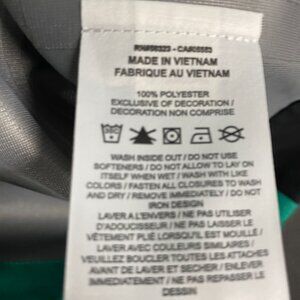 RN#56323 - CA#05553
MADE IN VIETNAM
FABRIQUE AU VIETNAM
100% POLYESTER
EXCLUSIVE OF DECORATION /
DECORATION NON COMPRISE
WASH INSIDE OUT / DO NOT USE
SOFTENERS / DO NOT ALLOW TO LAY ON
ITSELF WHEN WET / WASH WITH LIKE
COLORS / FASTEN ALL CLOSURES TO WASH
AND DRY / REMOVE IMMEDIATELY / DO NOT
IRON DESIGN
LAVER A L'ENVERS / NE PAS UTILISER
D'ADOUCISSEUR / NE PAS LAISSER LE
VÊTEMENT PLIÉ LORSQU'IL EST MOUILLÉ /
LAVER AVEC COULEURS SIMILAIRES /
VEUILLEZ BOUCLER TOUTES LES ATTACHES
AVANT DE LAVER ET SECHER / ENLEVER
IMMÉDIATEMENT / NE PAS REPASSER LE
DESSIN